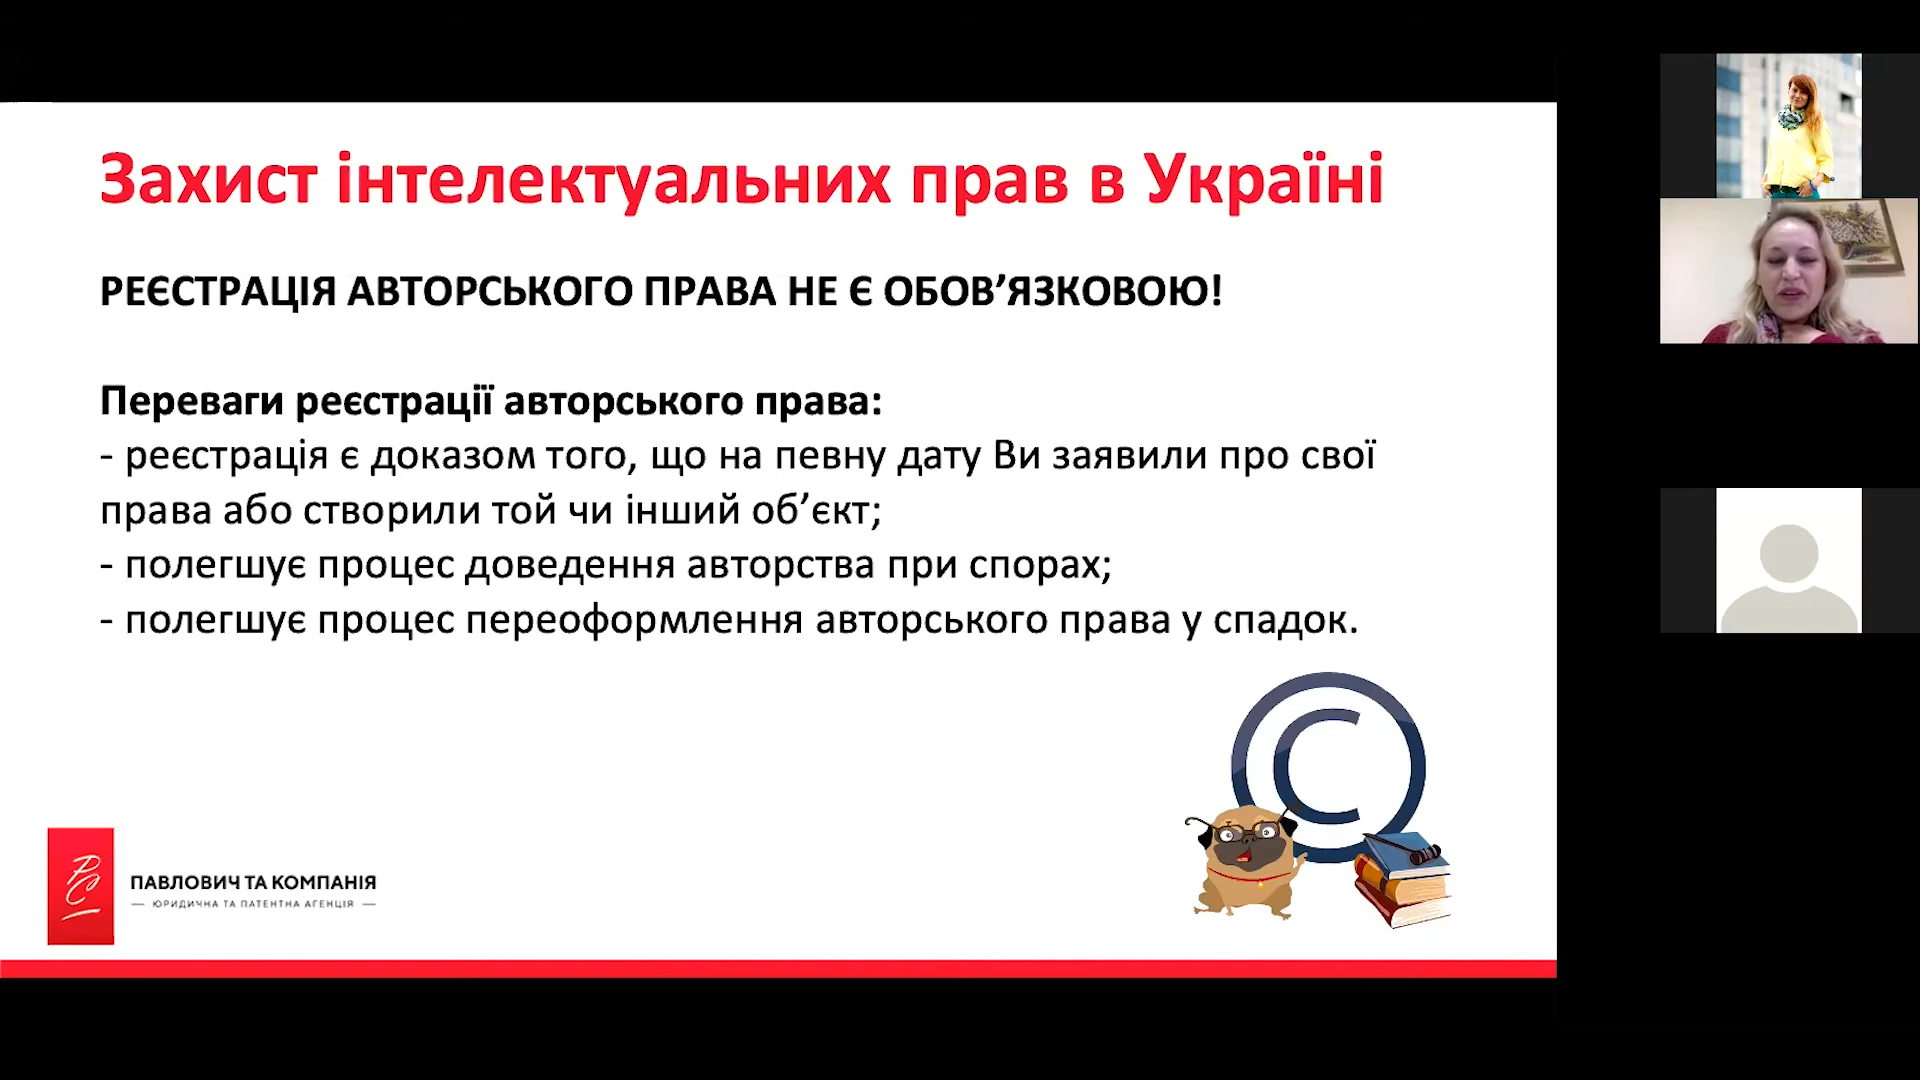 Захист інтелектуальних прав в Україні
РЕЄСТРАЦІЯ АВТОРСЬКОГО ПРАВА НЕ Є ОБОВ’ЯЗКОВОЮ!
Переваги реєстрації авторського права:
- реєстрація є доказом того, що на певну дату Ви заявили про свої
права або створили той чи інший об’єкт;
- полегшує процес доведення авторства при спорах;
- полегшує процес переоформлення авторського права у спадок.
©
ПАВЛОВИЧ ТА КОМПАНІЯ
— ЮРИДИЧНА ТА ПАТЕНТНА АГЕНЦІЯ —